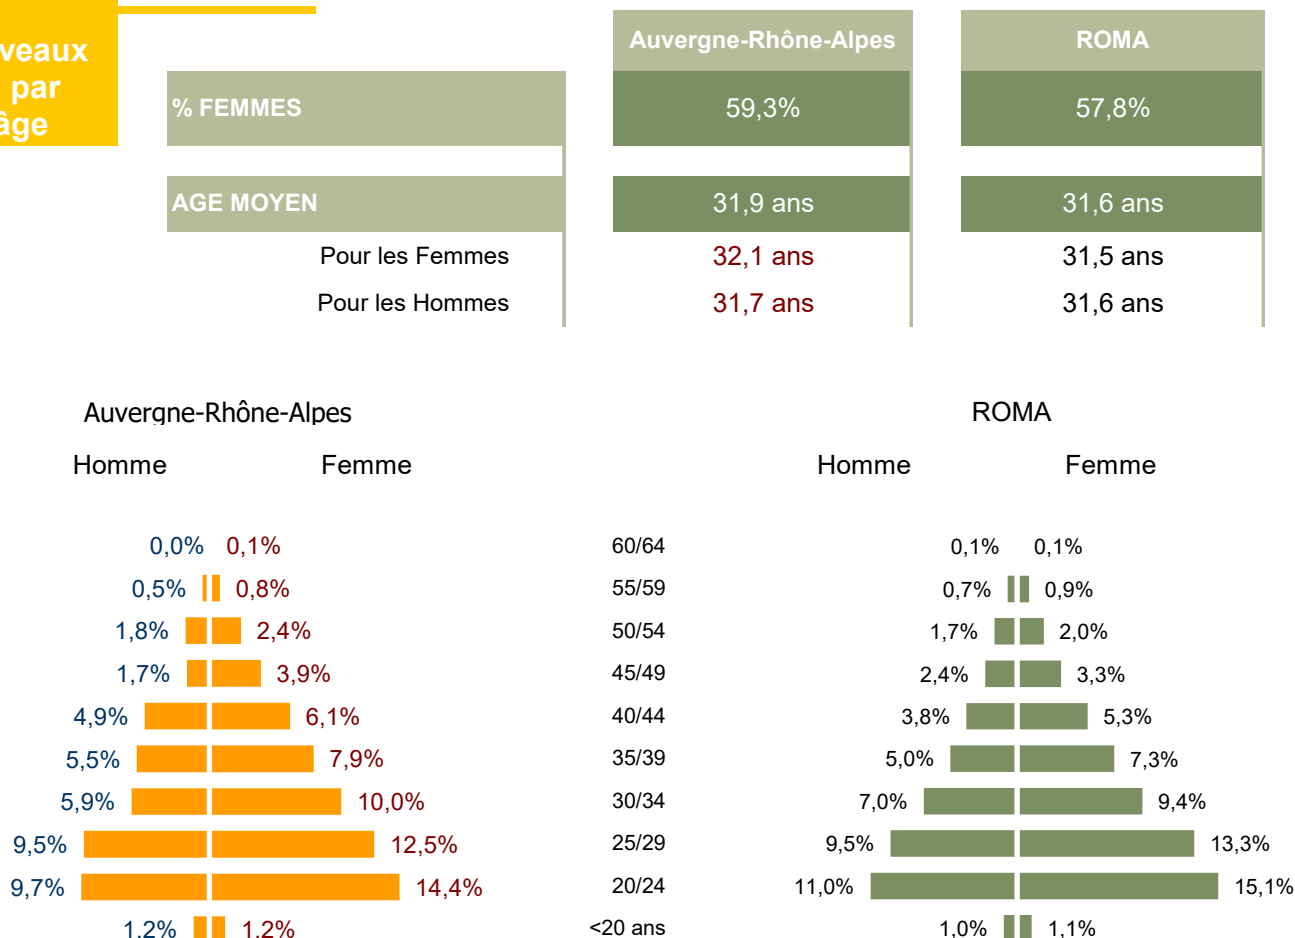 veaux
par
âge
Auvergne-Rhône-Alpes ROMA
% FEMMES 59,3% 57,8%
AGE MOYEN 31,9 ans 31,6 ans
Pour les Femmes 32,1 ans 31,5 ans
Pour les Hommes 31,7 ans 31,6 ans
Auvergne-Rhône-Alpes ROMA
Homme Femme Homme Femme
0,0% 0,1% 60/64 0,1% 0,1%
0,5% 0,8% 55/59 0,7% 0,9%
1,8% 2,4% 50/54 1,7% 2,0%
1,7% 3,9% 45/49 2,4% 3,3%
4,9% 6,1% 40/44 3,8% 5,3%
5,5% 7,9% 35/39 5,0% 7,3%
5,9% 10,0% 30/34 7,0% 9,4%
9,5% 12,5% 25/29 9,5% 13,3%
9,7% 14,4% 20/24 11,0% 15,1%
1,2% 1,2% <20 ans 1,0% 1,1%